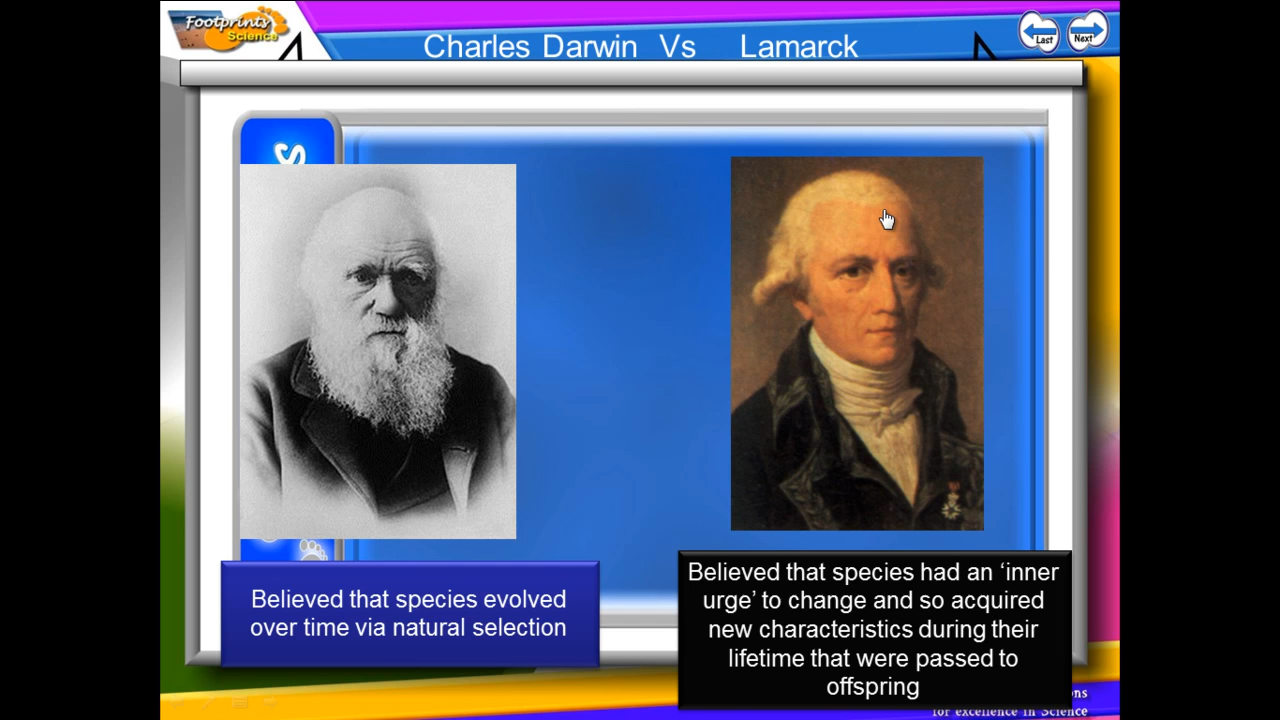 Footprints
Science
Charles Darwin Vs Lamarck
Last
Next
S
Believed that species evolved
over time via natural selection
Believed that species had an ‘inner
urge’ to change and so acquired
new characteristics during their
lifetime that were passed to
offspring
ns
for excellence in Science